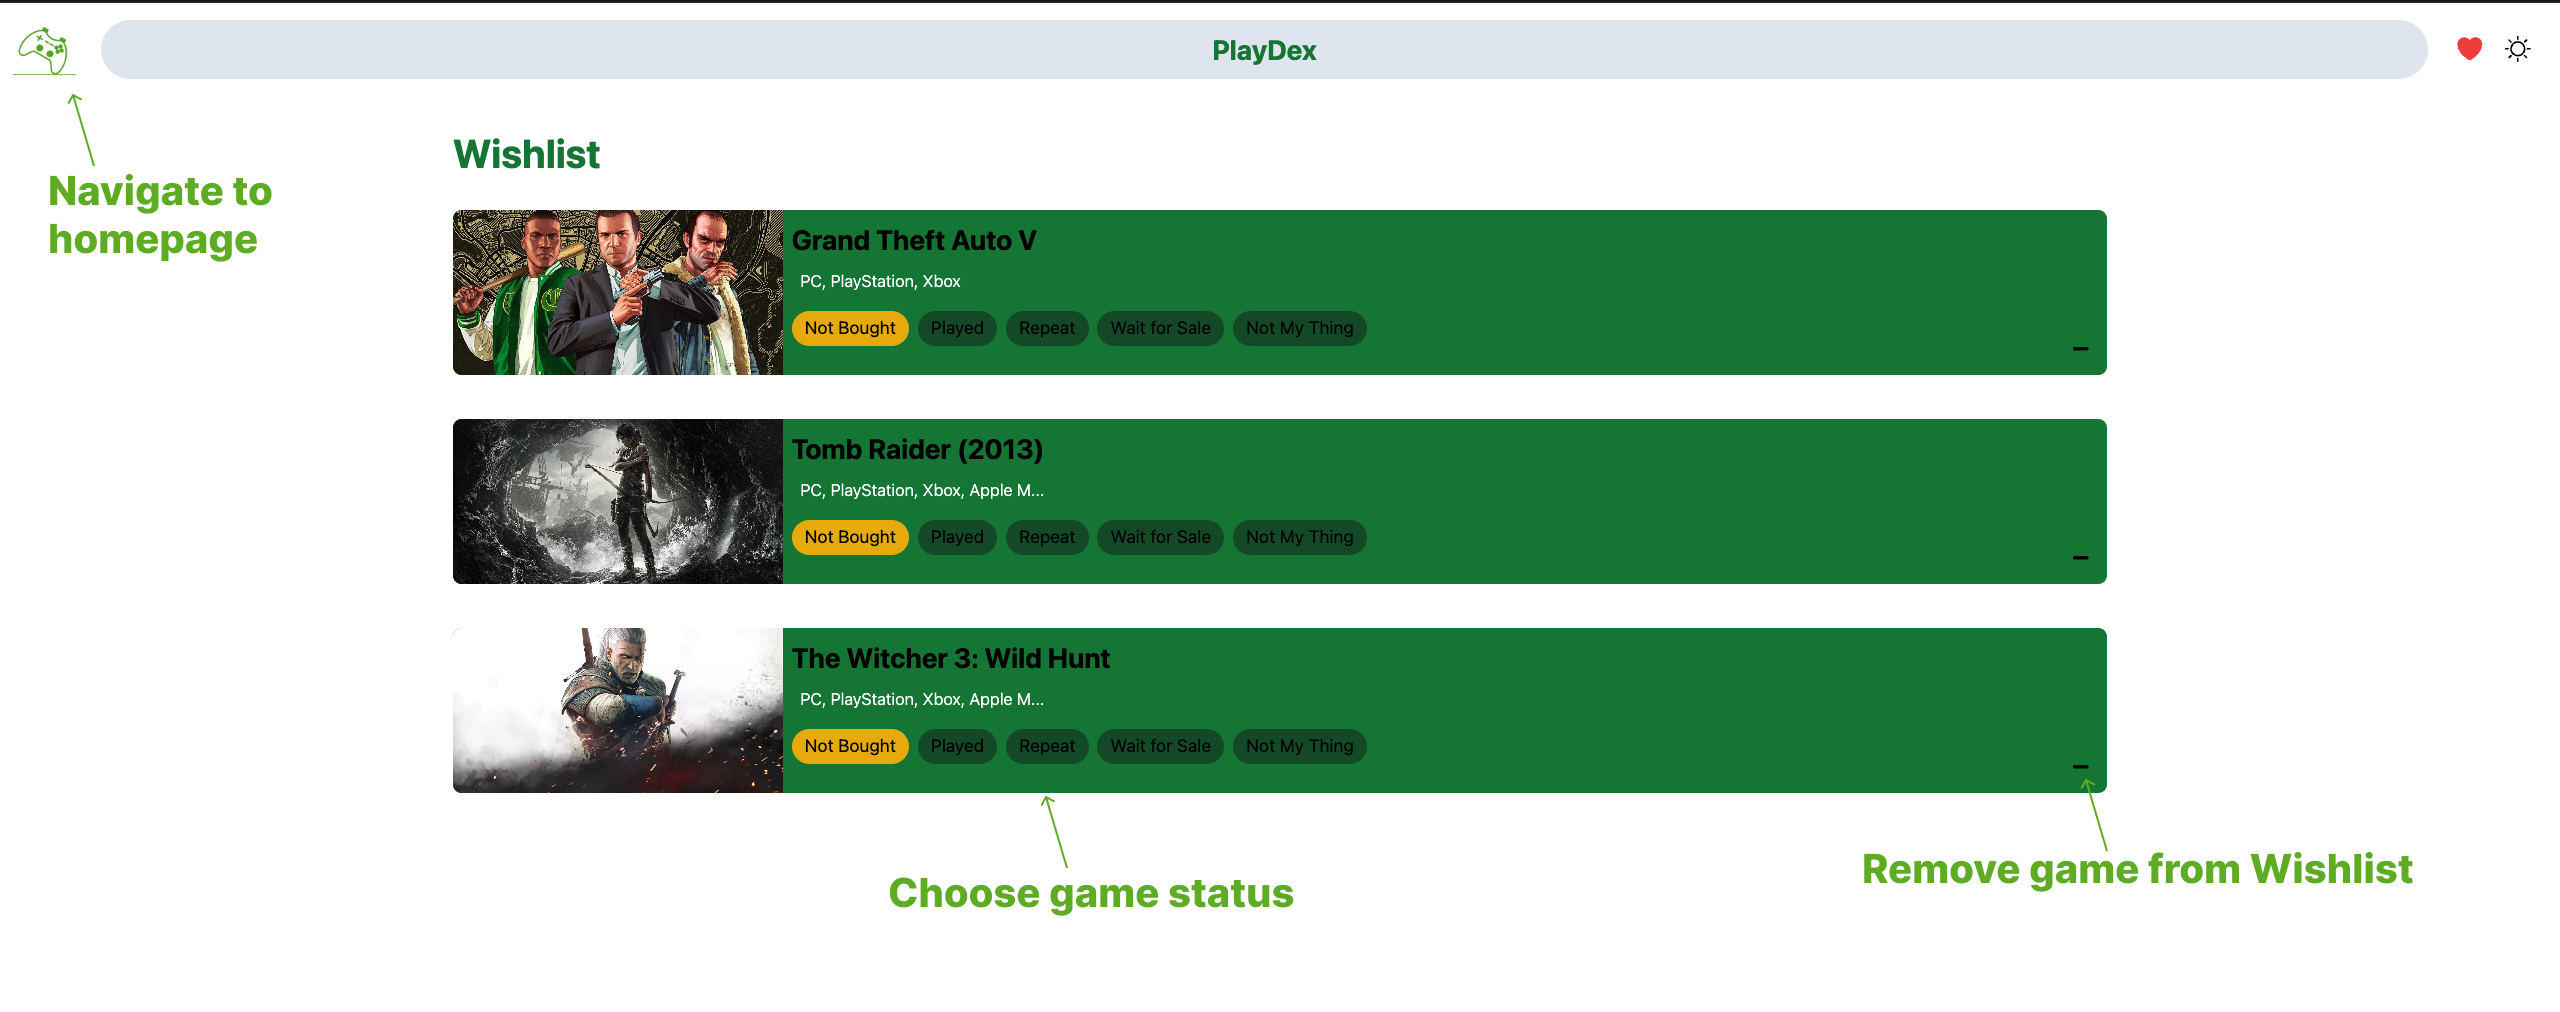 PlayDex
Wishlist
Navigate to
homepage
Grand Theft Auto V
PC, PlayStation, Xbox
Not Bought Played Repeat Wait for Sale Not My Thing
Tomb Raider (2013)
PC, PlayStation, Xbox, Apple M...
Not Bought Played Repeat Wait for Sale Not My Thing
The Witcher 3: Wild Hunt
PC, PlayStation, Xbox, Apple M...
Not Bought Played Repeat Wait for Sale Not My Thing
Choose game status
Remove game from Wishlist